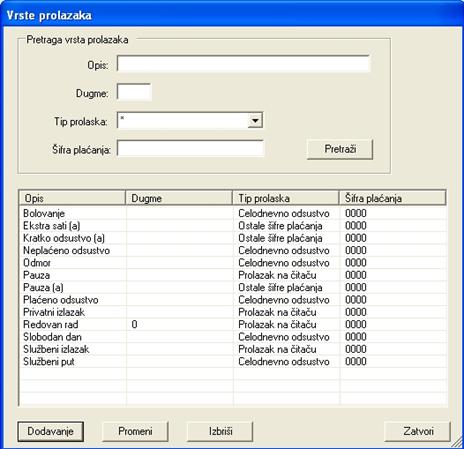 Vrste prolazaka
Pretraga vrsta prolazaka
Opis:
Dugme:
Tip prolaska: *
Šifra plaćanja:
Pretraži
Opis Dugme Tip prolaska Šifra plaćanja
Bolovanje Celodnevno odsustvo 0000
Ekstra sati (a) Ostale šifre plaćanja 0000
Kratko odsustvo (a) Ostale šifre plaćanja 0000
Neplaćeno odsustvo Celodnevno odsustvo 0000
Odmor Celodnevno odsustvo 0000
Pauza Prolazak na čitaču 0000
Pauza (a) Ostale šifre plaćanja 0000
Plaćeno odsustvo Celodnevno odsustvo 0000
Privatni izlazak Prolazak na čitaču 0000
Redovan rad 0 Prolazak na čitaču 0000
Slobodan dan Celodnevno odsustvo 0000
Službeni izlazak Prolazak na čitaču 0000
Službeni put Celodnevno odsustvo 0000
Dodavanje Promeni Izbriši Zatvori